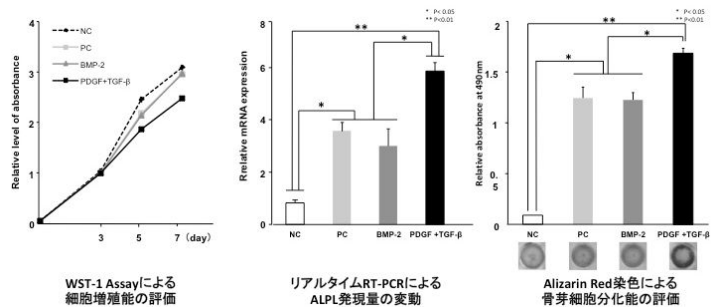 NC
PC
BMP-2
PDGF+TGF-β
Relative level of absorbance
4
3
2
1
0
3
5
7
（day）
WST-1 Assayによる
細胞増殖能の評価
* P< 0.05
** P<0.01
**
*
*
Rrelative mRNA expression
8
6
4
2
0
NC
PC
BMP-2
PDGF +TGF-β
リアルタイムRT-PCRによる
ALPL発現量の変動
* P< 0.05
** P<0.01
**
*
*
Relative absorbance at 490nm
2
1.5
1
0.
5
0
NC
PC
BMP-2
PDGF +TGF-β
Alizarin Red染色による
骨芽細胞分化能の評価